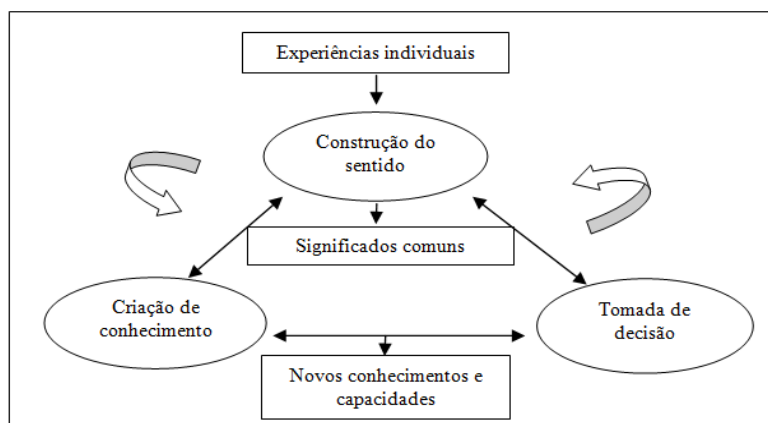 Experiências individuais
Construção do
sentido
Significados comuns
Criação de
conhecimento
Tomada de
decisão
Novos conhecimentos e
capacidades